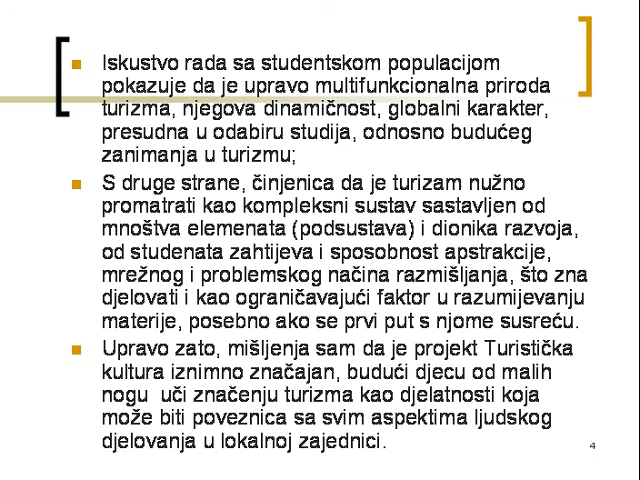 Iskustvo rada sa studentskom populacijom
pokazuje da je upravo multifunkcionalna priroda
turizma, njegova dinamičnost, globalni karakter,
presudna u odabiru studija, odnosno budućeg
zanimanja u turizmu;
S druge strane, činjenica da je turizam nužno
promatrati kao kompleksni sustav sastavljen od
mnoštva elemenata (podsustava) i dionika razvoja,
od studenata zahtijeva i sposobnost apstrakcije,
mrežnog i problemskog načina razmišljanja, što zna
djelovati i kao ograničavajući faktor u razumijevanju
materije, posebno ako se prvi put s njome susreću.
Upravo zato, mišljenja sam da je projekt Turistička
kultura iznimno značajan, budući djecu od malih
nogu  uči značenju turizma kao djelatnosti koja
može biti poveznica sa svim aspektima ljudskog
djelovanja u lokalnoj zajednici.
4